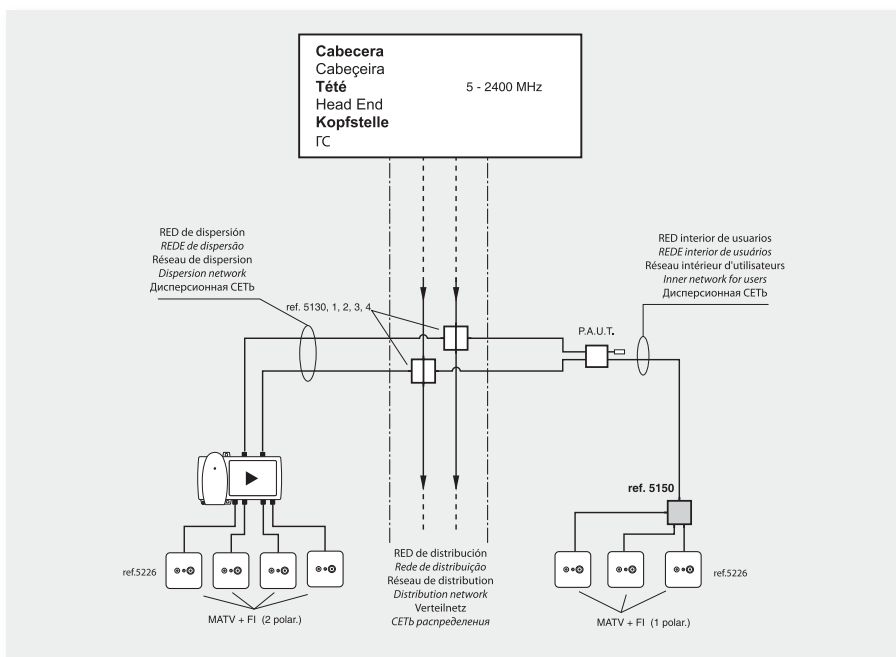 Cabecera
Cabeçeira
Tété
Head End
Kopfstelle
ГС
5 - 2400 MHz
RED de dispersión
REDE de dispersão
Réseau de dispersion
Dispersion network
Дисперсионная СЕТЬ
ref. 5130, 1, 2, 3, 4
RED interior de usuarios
REDE interior de usuários
Réseau intérieur d'utilisateurs
Inner network for users
Дисперсионная СЕТЬ
P.A.U.T.
ref. 5150
ref.5226
MATV + FI (2 polar.)
RED de distribución
Rede de distribuição
Réseau de distribution
Distribution network
Verteilnetz
СЕТЬ распределения
ref.5226
MATV + FI (1 polar.)